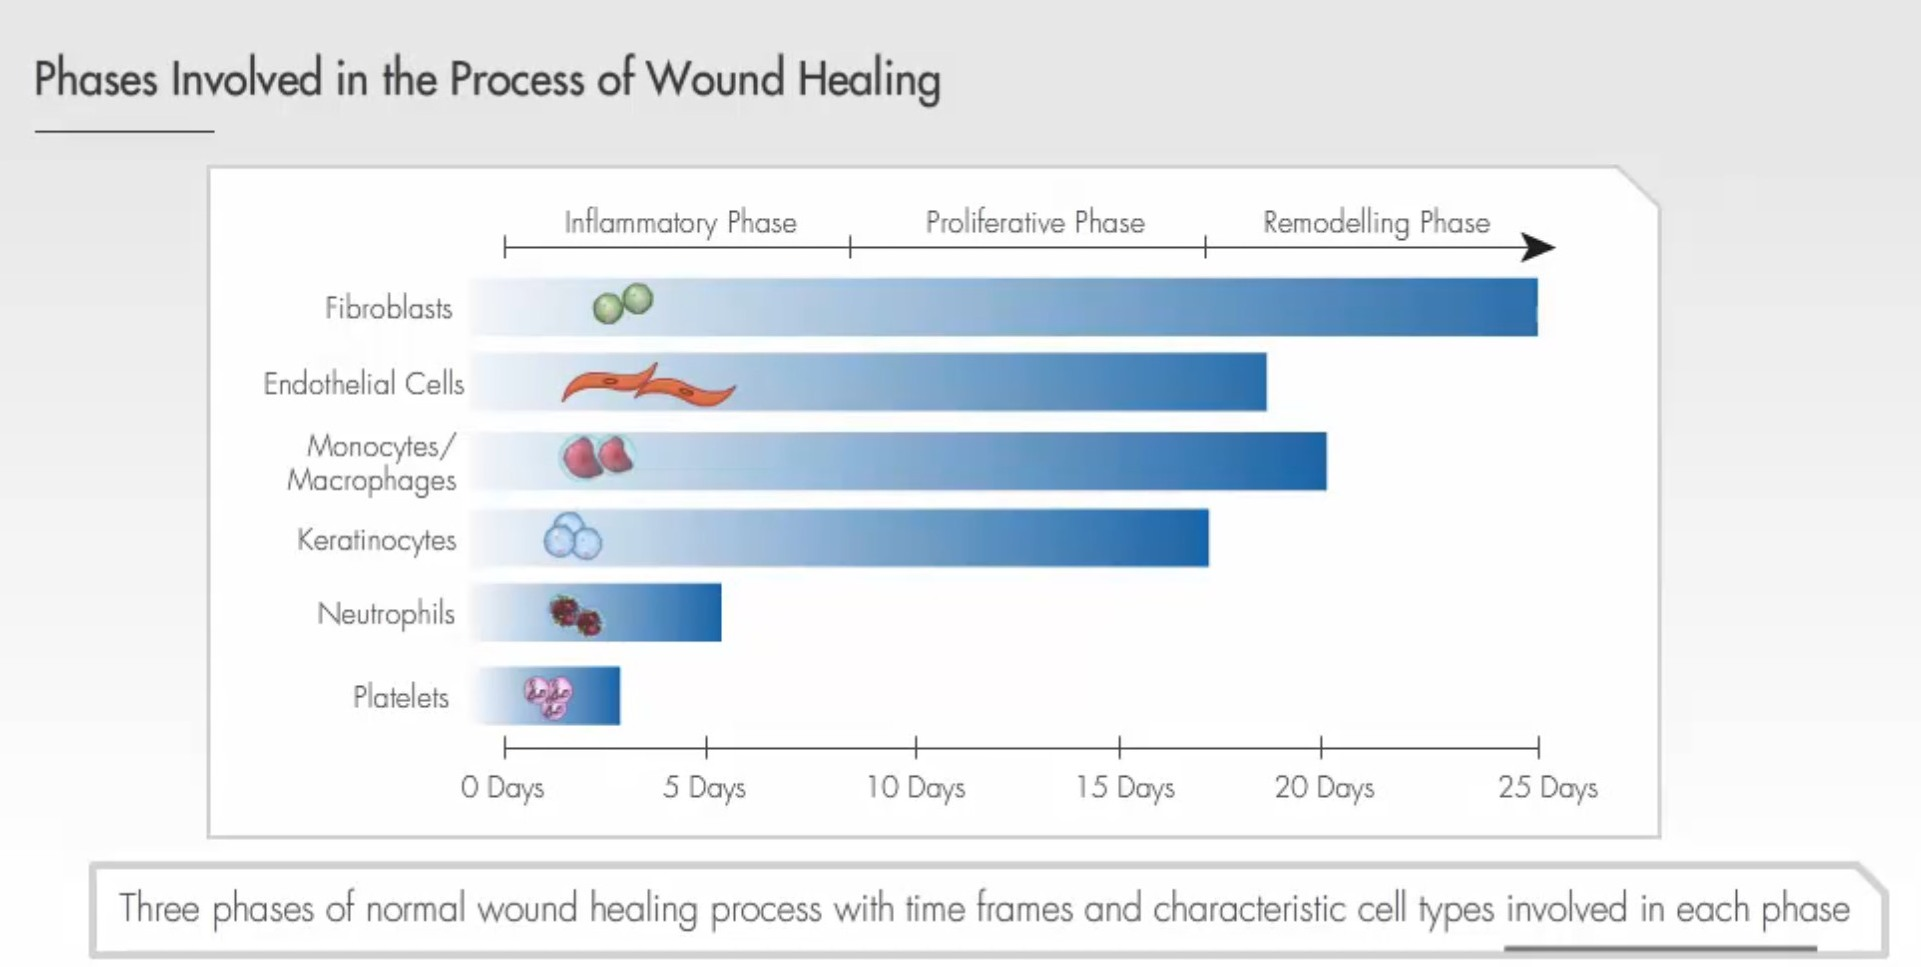 Phases Involved in the Process of Wound Healing
Inflammatory Phase
Proliferative Phase
Remodelling Phase
Fibroblasts
Endothelial Cells
Monocytes/
Macrophages
Keratinocytes
Neutrophils
Platelets
0 Days
5 Days
10 Days
15 Days
20 Days
25 Days
Three phases of normal wound healing process with time frames and characteristic cell types involved in each phase